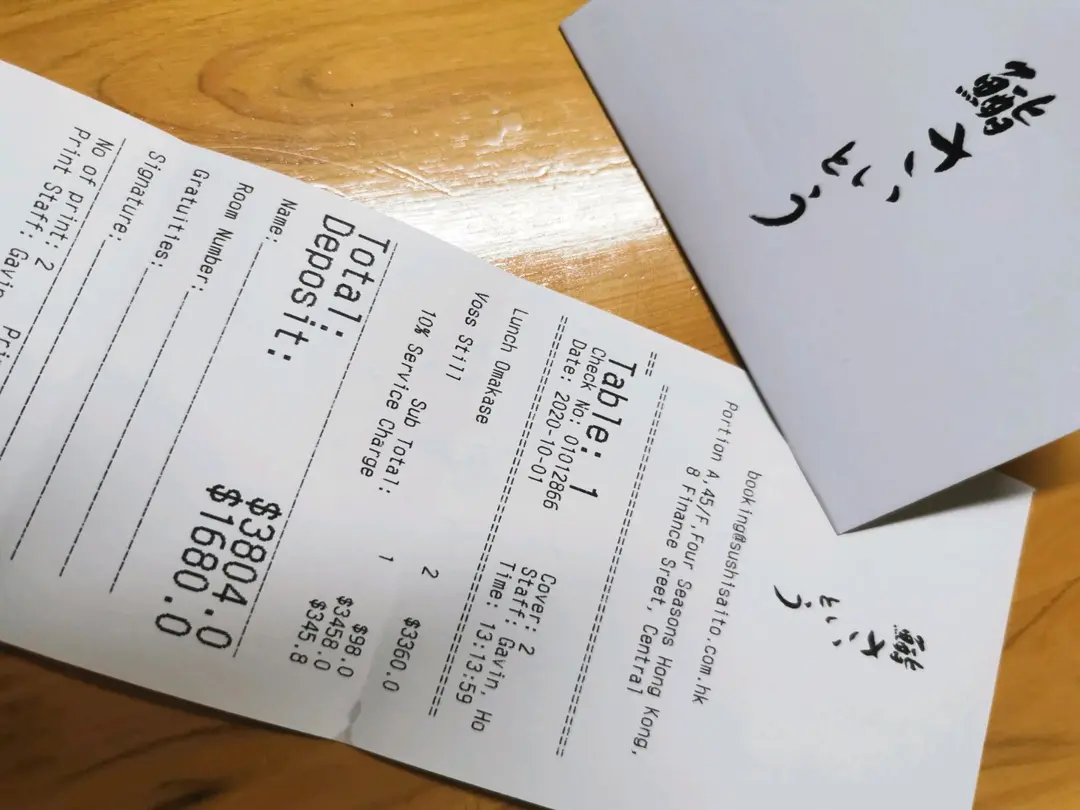 鮨さいとう
鮨さいとう
booking@sushisaito.com.hk
Portion A,45/F,Four Seasons Hong Kong,
8 Finance Sreet, Central
Table: 1
Check No: 01012866 Cover: 2
Date: 2020-10-01 Staff: Gavin, Ho
Time: 13:13:59
Lunch Omakase 2 $3360.0
Voss Still 1 $98.0
Sub Total: $3458.0
10% Service Charge $345.8
Total: $3804.0
Deposit: $1680.0
Name:
Room Number:
Gratuities:
Signature:
No of print: 2
Print Staff: Gavin